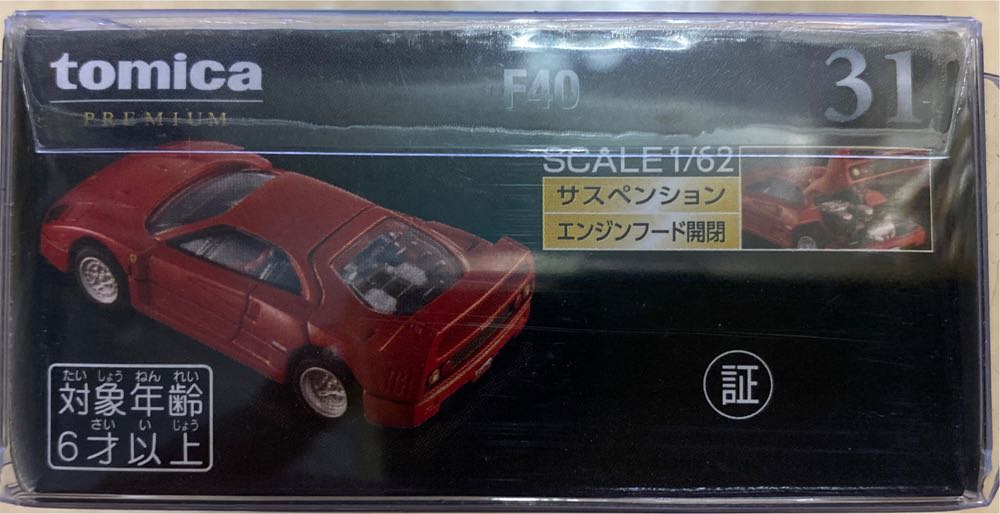 tomica
PREMIUM
F40
31
SCALE 1/62
サスペンション
エンジンフード開閉
たいしょうねんれい
対象年齢
さいいじょう
6才以上
証